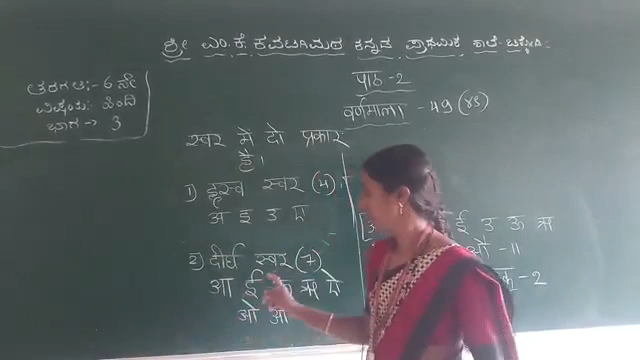 ಶ್ರೀ ಎಂ.ಕೆ. ಕವಟಗಿಮಠ ಕನ್ನಡ ಪ್ರಾಥಮಿಕ ಶಾಲೆ
ತರಗತಿ:- 6 ನೇ
ವಿಷಯ: ಹಿಂದಿ
ಭಾಗ -> 3
पाठ - 2
वर्णमाला - 49
स्वर में दो प्रकार
है।
1) ह्रस्व स्वर (4)
अ इ उ
2) दीर्घ स्वर (7)
आ ई ऋ ऐ
ओ औ
ई उ ऊ ऋ
ओ - 11
- 2